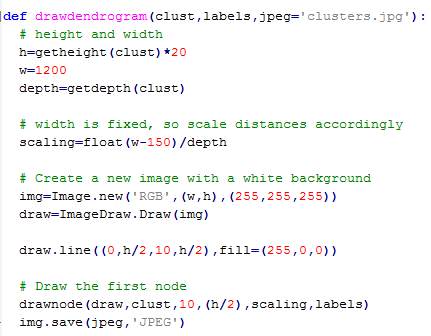 def drawdendrogram(clust,labels,jpeg='clusters.jpg'):
# height and width
h=getheight(clust)*20
w=1200
depth=getdepth(clust)
# width is fixed, so scale distances accordingly
scaling=float(w-150)/depth
# Create a new image with a white background
img=Image.new('RGB',(w,h),(255,255,255))
draw=ImageDraw.Draw(img)
draw.line((0,h/2,10,h/2),fill=(255,0,0))
# Draw the first node
drawnode(draw,clust,10,(h/2),scaling,labels)
img.save(jpeg,'JPEG')